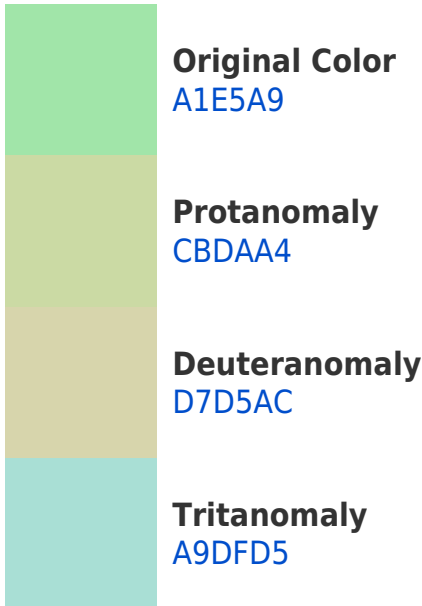 Original Color
A1E5A9
Protanomaly
CBDAA4
Deuteranomaly
D7D5AC
Tritanomaly
A9DFD5